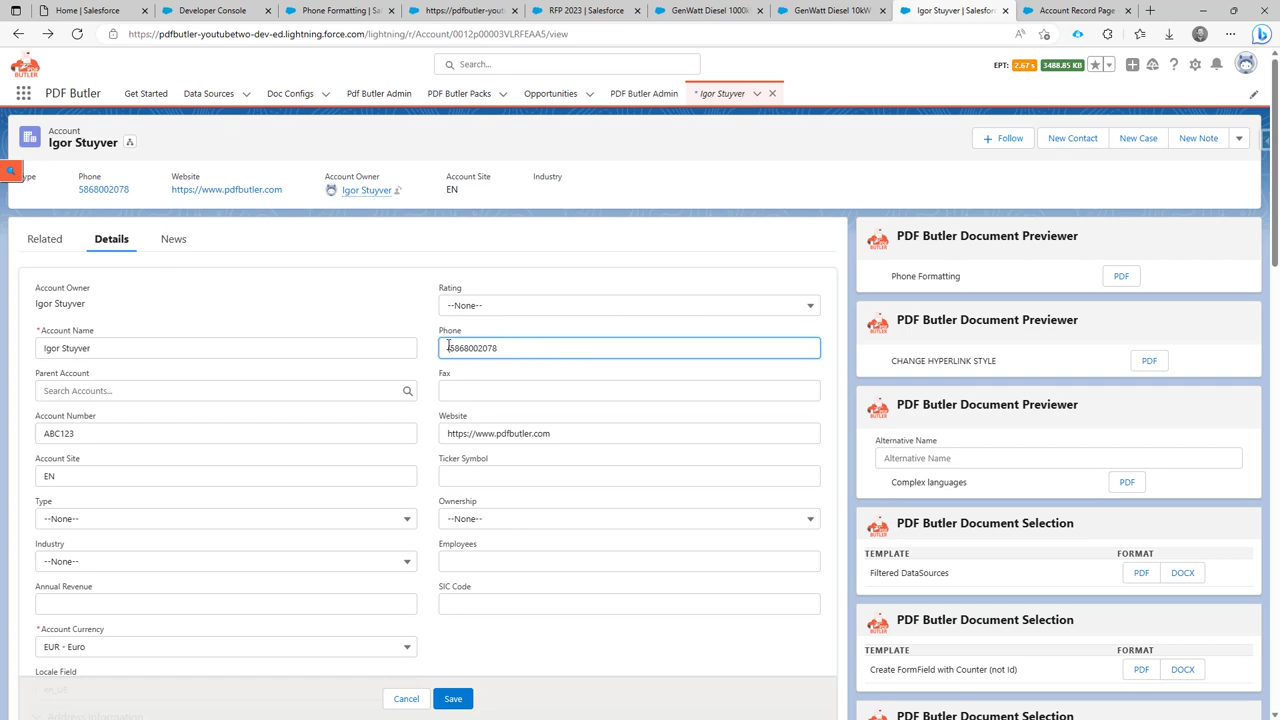 Home | Salesforce
Developer Console
Phone Formatting | Sa
https://pdfbutler-yout
RFP 2023 | Salesforce
GenWatt Diesel 1000k
GenWatt Diesel 10kW
Igor Stuyver | Salesfor
Account Record Page -
https://pdfbutler-youtubetwo-dev-ed.lightning.force.com/lightning/r/Account/0012p00003VLRFEAA5/view
PDF BUTLER
Search...
EPT: 2.67 s 3488.85 KB
PDF Butler
Get Started
Data Sources
Doc Configs
Pdf Butler Admin
PDF Butler Packs
Opportunities
PDF Butler Admin
* Igor Stuyver
Account
Igor Stuyver
Follow
New Contact
New Case
New Note
ype
Phone
Website
Account Owner
Account Site
Industry
5868002078
https://www.pdfbutler.com
Igor Stuyver
EN
Related
Details
News
Account Owner
Igor Stuyver
Rating
--None--
*Account Name
Igor Stuyver
Phone
5868002078
Parent Account
Search Accounts...
Fax
Account Number
ABC123
Website
https://www.pdfbutler.com
Account Site
EN
Ticker Symbol
Type
--None--
Ownership
--None--
Industry
--None--
Employees
Annual Revenue
SIC Code
*Account Currency
EUR - Euro
Locale Field
en_US
Address Information
Cancel
Save
PDF Butler Document Previewer
Phone Formatting
PDF
PDF Butler Document Previewer
CHANGE HYPERLINK STYLE
PDF
PDF Butler Document Previewer
Alternative Name
Alternative Name
Complex languages
PDF
PDF Butler Document Selection
TEMPLATE FORMAT
Filtered DataSources
PDF DOCX
PDF Butler Document Selection
TEMPLATE FORMAT
Create FormField with Counter (not Id)
PDF DOCX
PDF Butler Document Selection